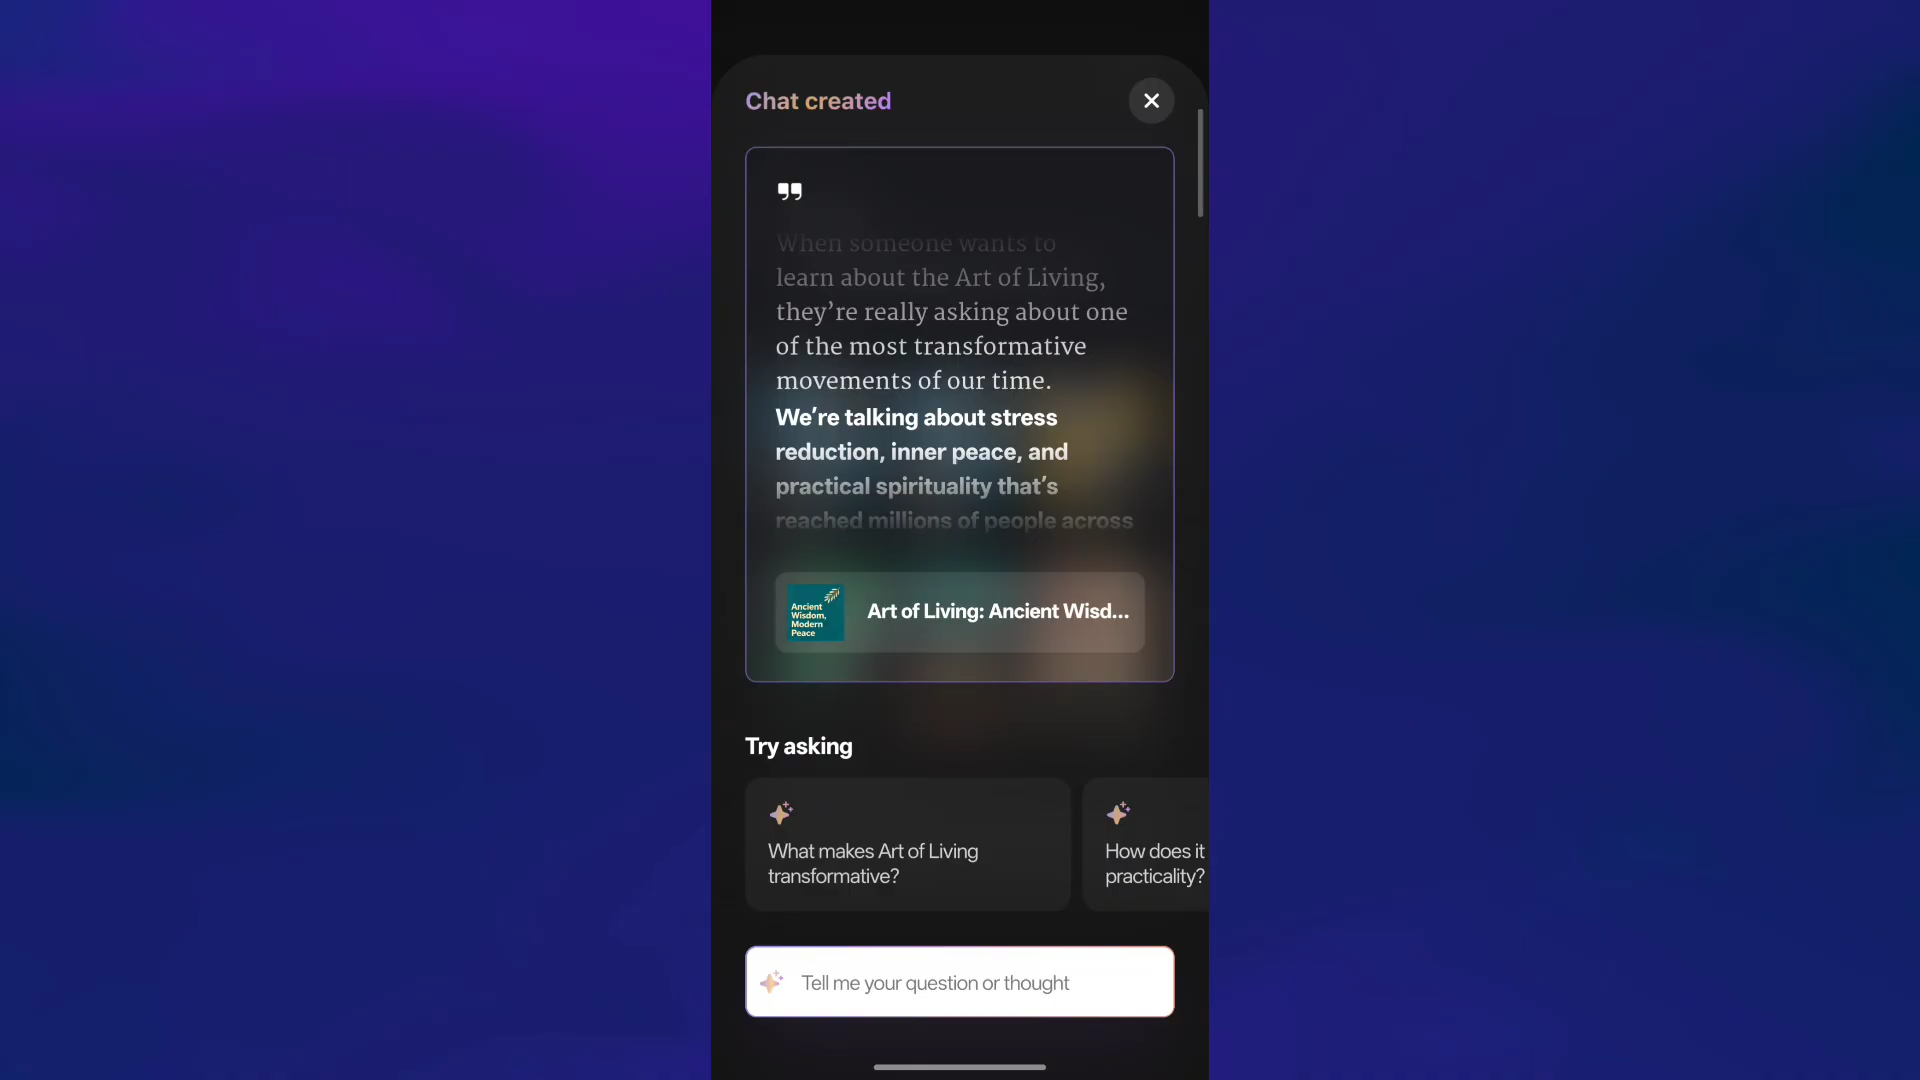 Chat created
When someone wants to
learn about the Art of Living,
they’re really asking about one
of the most transformative
movements of our time.
We’re talking about stress
reduction, inner peace, and
practical spirituality that’s
reached millions of people across
Ancient
Wisdom,
Modern
Peace
Art of Living: Ancient Wisd...
Try asking
What makes Art of Living
transformative?
How does it
practicality?
Tell me your question or thought